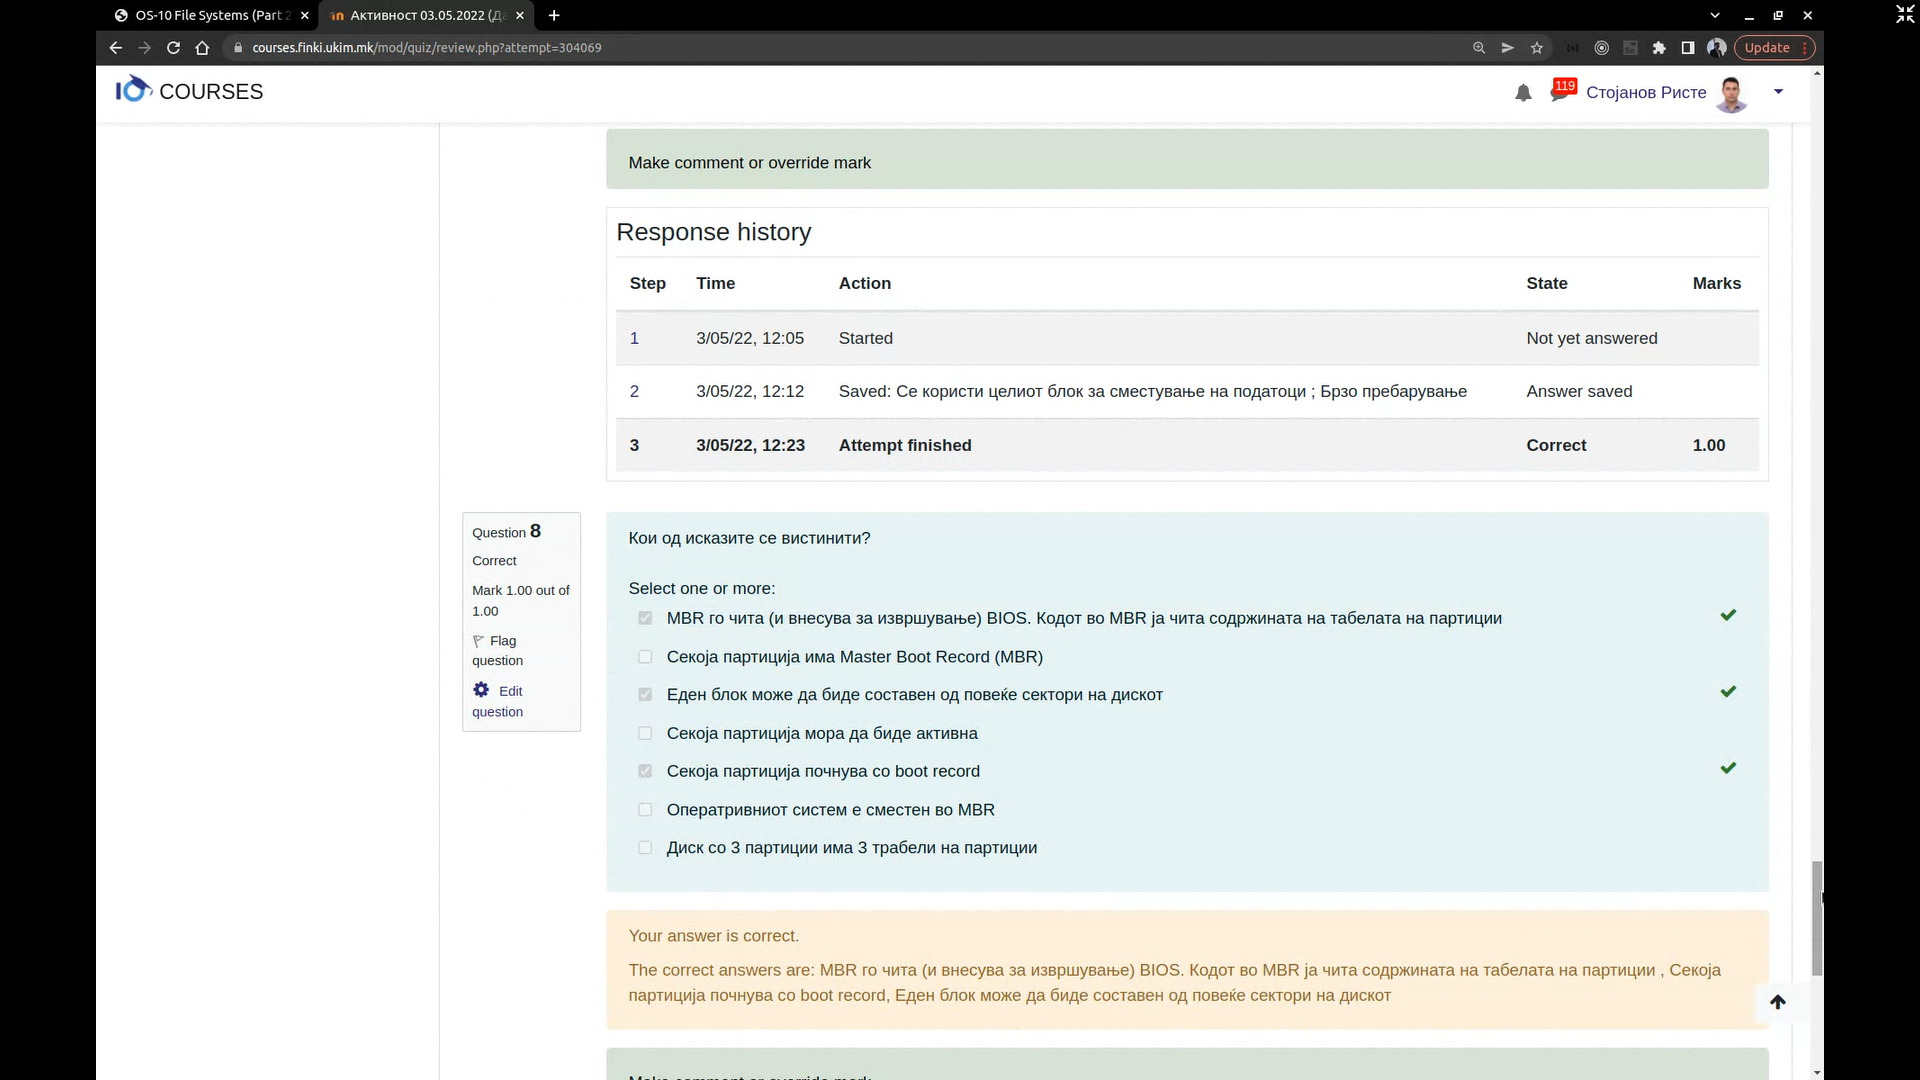 OS-10 File Systems (Part 2
Активност 03.05.2022 (Да
courses.finki.ukim.mk/mod/quiz/review.php?attempt=304069
Update
COURSES
119
Стојанов Ристе
Make comment or override mark
Response history
Step Time Action State Marks
1 3/05/22, 12:05 Started Not yet answered
2 3/05/22, 12:12 Saved: Се користи целиот блок за сместување на податоци ; Брзо пребарување Answer saved
3 3/05/22, 12:23 Attempt finished Correct 1.00
Question 8
Correct
Mark 1.00 out of
1.00
Flag
question
Edit
question
Кои од исказите се вистинити?
Select one or more:
MBR го чита (и внесува за извршување) BIOS. Кодот во MBR ја чита содржината на табелата на партиции
Секоја партиција има Master Boot Record (MBR)
Еден блок може да биде составен од повеќе сектори на дискот
Секоја партиција мора да биде активна
Секоја партиција почнува со boot record
Оператривниот систем е сместен во MBR
Диск со 3 партиции има 3 трабели на партиции
Your answer is correct.
The correct answers are: MBR го чита (и внесува за извршување) BIOS. Кодот во MBR ја чита содржината на табелата на партиции , Секоја
партиција почнува со boot record, Еден блок може да биде составен од повеќе сектори на дискот
Make comment or override mark